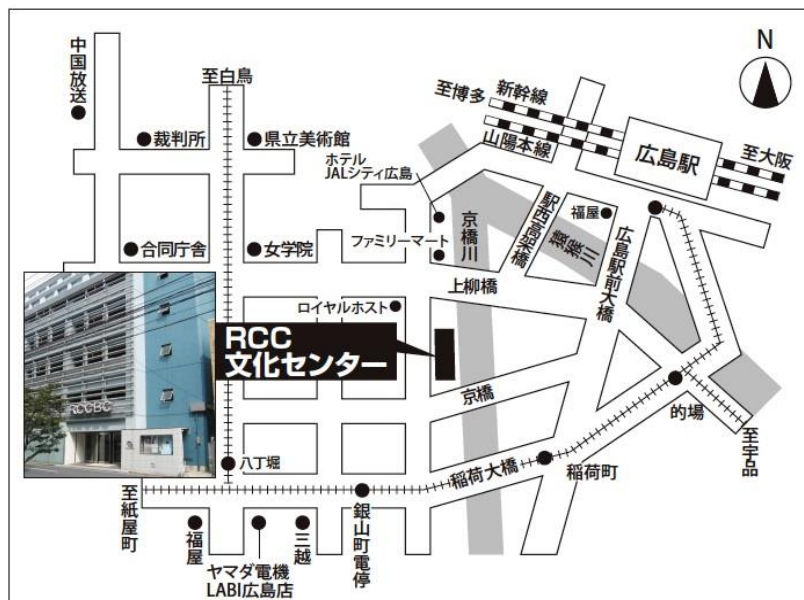 N
中国放送
至白鳥
裁判所
県立美術館
至博多
新幹線
山陽本線
広島駅
至大阪
ホテル
JALシティ広島
ファミリーマート
京橋川
駅西高架橋
福屋
猿猴川
広島駅前大橋
合同庁舎
女学院
上柳橋
ロイヤルホスト
RCC
文化センター
RCCBC
京橋
的場
至宇品
八丁堀
稲荷大橋
稲荷町
至紙屋町
福屋
ヤマダ電機
LABI広島店
三越
銀山町電停